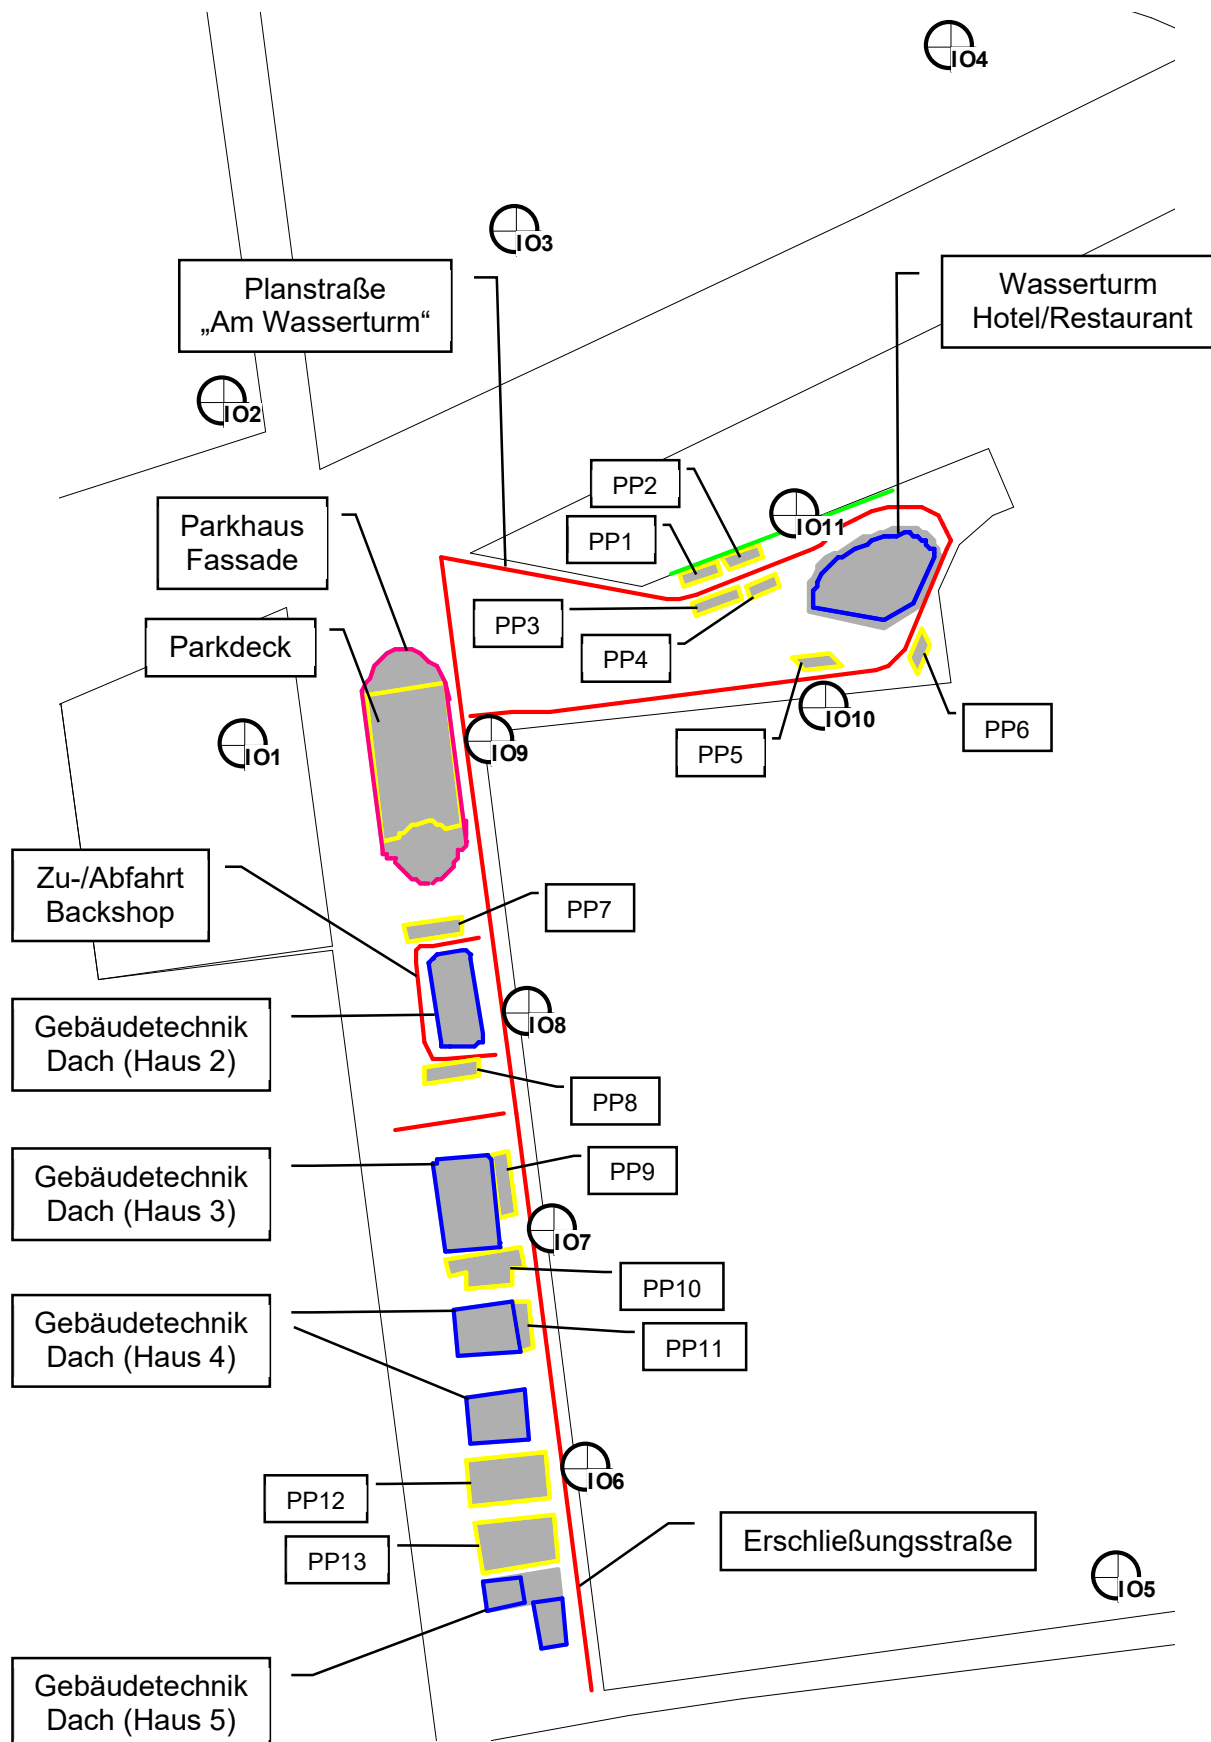 IO4
IO3
Planstraße
„Am Wasserturm“
Wasserturm
Hotel/Restaurant
IO2
PP2
Parkhaus
Fassade
PP1
IO11
PP3
Parkdeck
PP4
IO10
PP6
IO1
IO9
PP5
Zu-/Abfahrt
Backshop
PP7
Gebäudetechnik
Dach (Haus 2)
IO8
PP8
Gebäudetechnik
Dach (Haus 3)
PP9
IO7
PP10
Gebäudetechnik
Dach (Haus 4)
PP11
PP12
IO6
PP13
Erschließungsstraße
IO5
Gebäudetechnik
Dach (Haus 5)